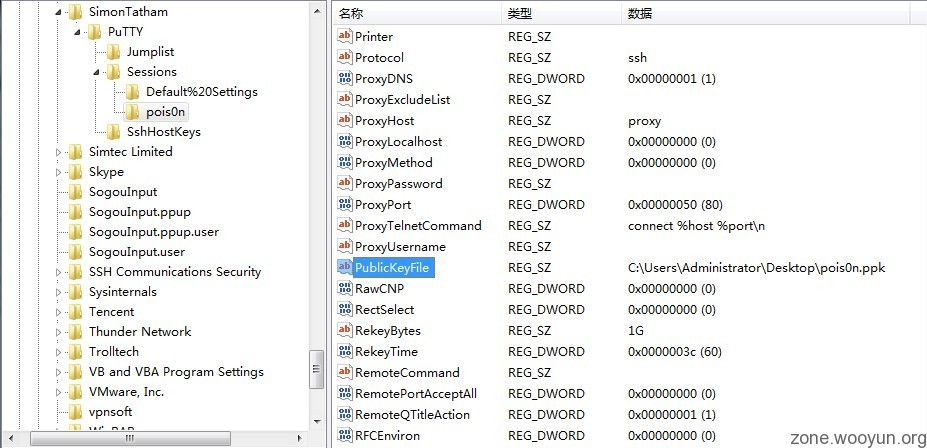 SimonTatham
PuTTY
Jumplist
Sessions
Default%20Settings
pois0n
SshHostKeys
Simtec Limited
Skype
SogouInput
SogouInput.ppup
SogouInput.ppup.user
SogouInput.user
SSH Communications Security
Sysinternals
Tencent
Thunder Network
Trolltech
VB and VBA Program Settings
VMware, Inc.
vpnsoft
WinRAR
名称 类型 数据
Printer REG_SZ
Protocol REG_SZ ssh
ProxyDNS REG_DWORD 0x00000001 (1)
ProxyExcludeList REG_SZ
ProxyHost REG_SZ proxy
ProxyLocalhost REG_DWORD 0x00000000 (0)
ProxyMethod REG_DWORD 0x00000000 (0)
ProxyPassword REG_SZ
ProxyPort REG_DWORD 0x00000050 (80)
ProxyTelnetCommand REG_SZ connect %host %port\n
ProxyUsername REG_SZ
PublicKeyFile REG_SZ C:\Users\Administrator\Desktop\pois0n.ppk
RawCNP REG_DWORD 0x00000000 (0)
RectSelect REG_DWORD 0x00000000 (0)
RekeyBytes REG_SZ 1G
RekeyTime REG_DWORD 0x0000003c (60)
RemoteCommand REG_SZ
RemotePortAcceptAll REG_DWORD 0x00000000 (0)
RemoteQTitleAction REG_DWORD 0x00000001 (1)
RFCEnviron REG_DWORD 0x00000000 (0)
zone.wooyun.org